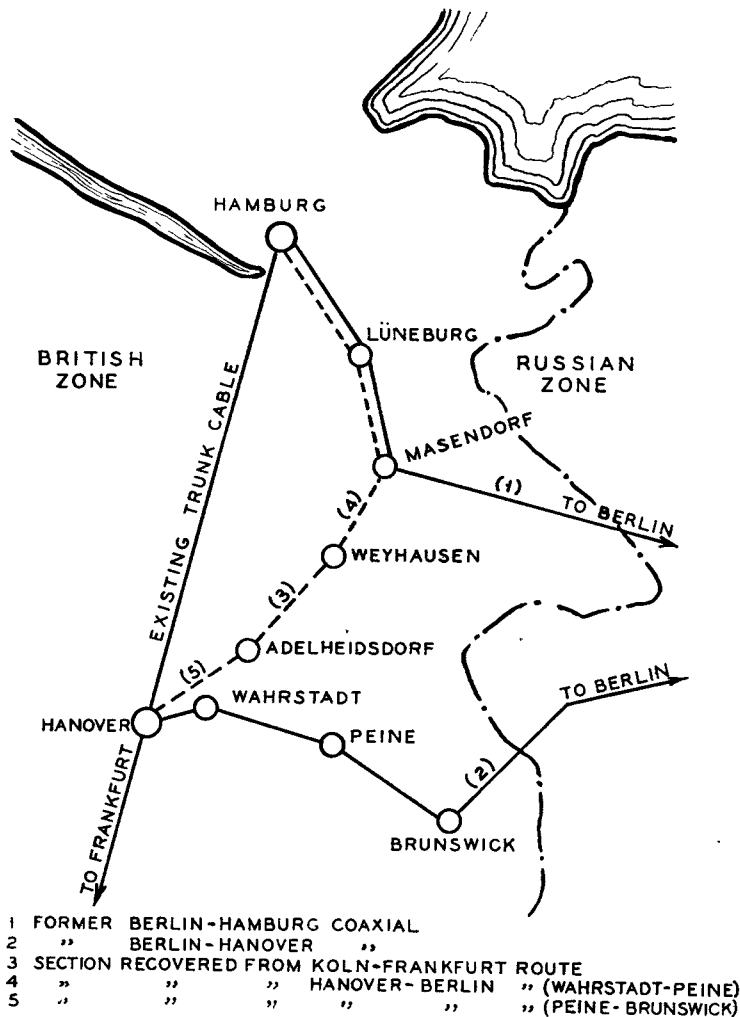 HAMBURG
LÜNEBURG
BRITISH
ZONE
RUSSIAN
ZONE
EXISTING TRUNK CABLE
MASENDORF
(1)
TO BERLIN
(4)
WEYHAUSEN
(3)
ADELHEIDSDORF
(5)
WAHRSTADT
TO BERLIN
HANOVER
PEINE
(2)
TO FRANKFURT
BRUNSWICK
1 FORMER BERLIN-HAMBURG COAXIAL
2 " BERLIN-HANOVER "
3 SECTION RECOVERED FROM KOLN-FRANKFURT ROUTE
4 " " " HANOVER-BERLIN " (WAHRSTADT-PEINE)
5 " " " " " " (PEINE-BRUNSWICK)